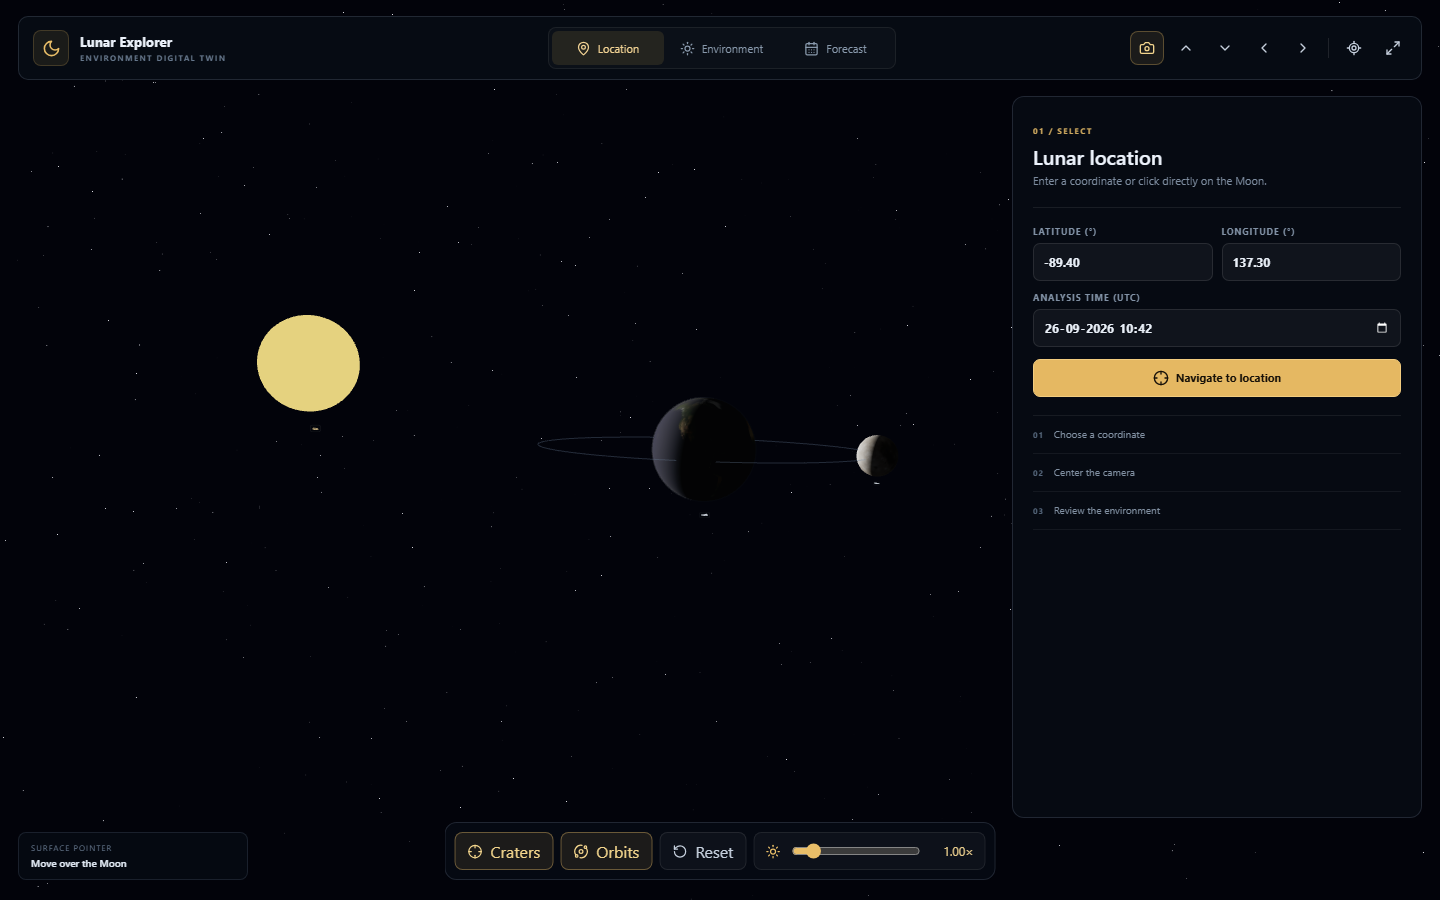 Lunar Explorer
ENVIRONMENT DIGITAL TWIN
Location
Environment
Forecast
01 / SELECT
Lunar location
Enter a coordinate or click directly on the Moon.
LATITUDE (°)
LONGITUDE (°)
-89.40
137.30
ANALYSIS TIME (UTC)
26-09-2026 10:42
Navigate to location
01 Choose a coordinate
02 Center the camera
03 Review the environment
SURFACE POINTER
Move over the Moon
Craters
Orbits
Reset
1.00×